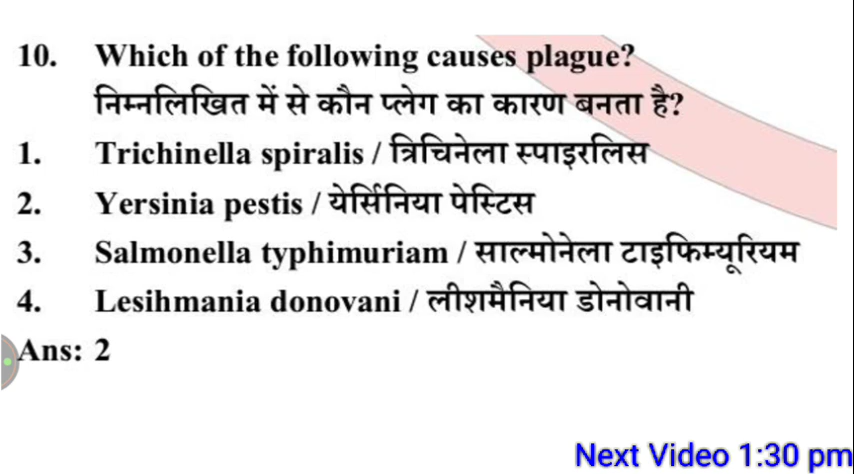 10. Which of the following causes plague?
निम्नलिखित में से कौन प्लेग का कारण बनता है?
1. Trichinella spiralis / त्रिचिनेला स्पाइरलिस
2. Yersinia pestis / येर्सिनिया पेस्टिस
3. Salmonella typhimuriam / साल्मोनेला टाइफिम्यूरियम
4. Lesihmania donovani / लीशमैनिया डोनोवानी
Ans: 2
Next Video 1:30 pm